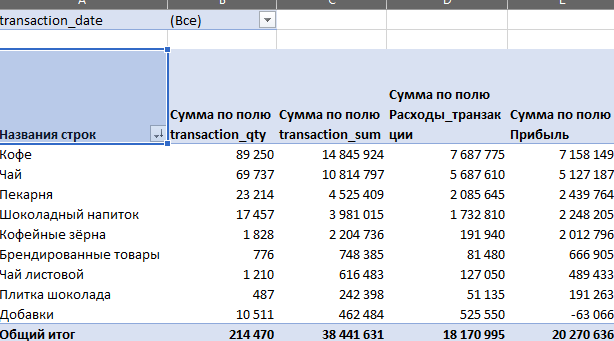 A B C D E
transaction_date (Все)
Названия строк Сумма по полю transaction_qty Сумма по полю transaction_sum Сумма по полю Расходы_транзакции Сумма по полю Прибыль
Кофе 89 250 14 845 924 7 687 775 7 158 149
Чай 69 737 10 814 797 5 687 610 5 127 187
Пекарня 23 214 4 525 409 2 085 645 2 439 764
Шоколадный напиток 17 457 3 981 015 1 732 810 2 248 205
Кофейные зёрна 1 828 2 204 736 191 940 2 012 796
Брендированные товары 776 748 385 81 480 666 905
Чай листовой 1 210 616 483 127 050 489 433
Плитка шоколада 487 242 398 51 135 191 263
Добавки 10 511 462 484 525 550 -63 066
Общий итог 214 470 38 441 631 18 170 995 20 270 636